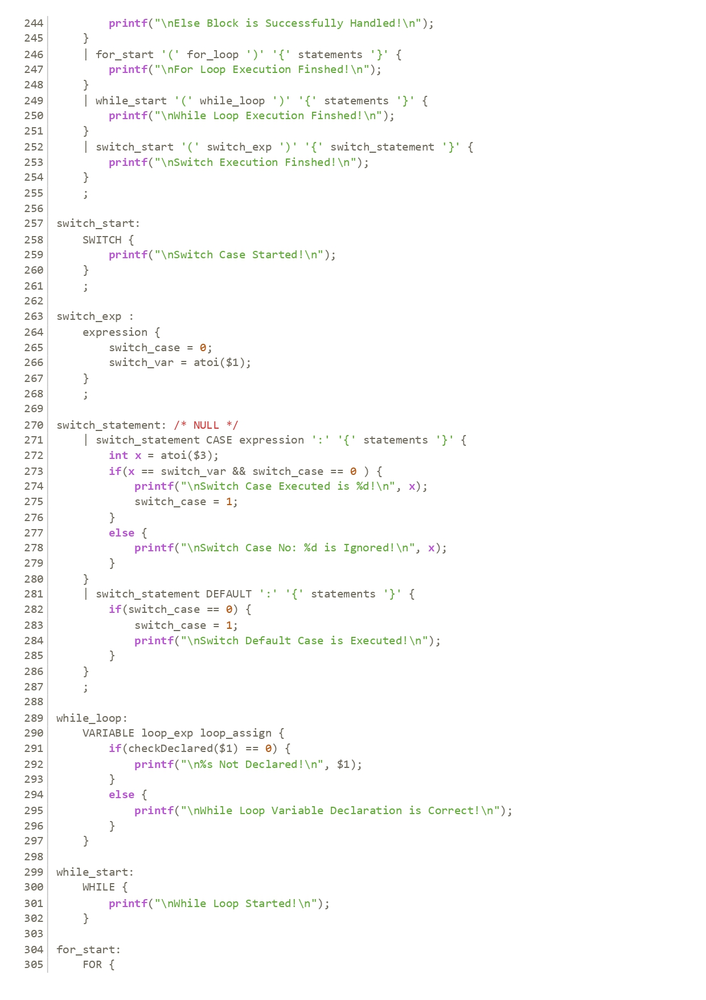 244         printf("\nElse Block is Successfully Handled!\n");
245     }
246     | for_start '(' for_loop ')' '{' statements '}' {
247         printf("\nFor Loop Execution Finshed!\n");
248     }
249     | while_start '(' while_loop ')' '{' statements '}' {
250         printf("\nWhile Loop Execution Finshed!\n");
251     }
252     | switch_start '(' switch_exp ')' '{' switch_statement '}' {
253         printf("\nSwitch Execution Finshed!\n");
254     }
255     ;
256
257 switch_start:
258     SWITCH {
259         printf("\nSwitch Case Started!\n");
260     }
261     ;
262
263 switch_exp :
264     expression {
265         switch_case = 0;
266         switch_var = atoi($1);
267     }
268     ;
269
270 switch_statement: /* NULL */
271     | switch_statement CASE expression ':' '{' statements '}' {
272         int x = atoi($3);
273         if(x == switch_var && switch_case == 0 ) {
274             printf("\nSwitch Case Executed is %d!\n", x);
275             switch_case = 1;
276         }
277         else {
278             printf("\nSwitch Case No: %d is Ignored!\n", x);
279         }
280     }
281     | switch_statement DEFAULT ':' '{' statements '}' {
282         if(switch_case == 0) {
283             switch_case = 1;
284             printf("\nSwitch Default Case is Executed!\n");
285         }
286     }
287     ;
288
289 while_loop:
290     VARIABLE loop_exp loop_assign {
291         if(checkDeclared($1) == 0) {
292             printf("\n%s Not Declared!\n", $1);
293         }
294         else {
295             printf("\nWhile Loop Variable Declaration is Correct!\n");
296         }
297     }
298
299 while_start:
300     WHILE {
301         printf("\nWhile Loop Started!\n");
302     }
303
304 for_start:
305     FOR {